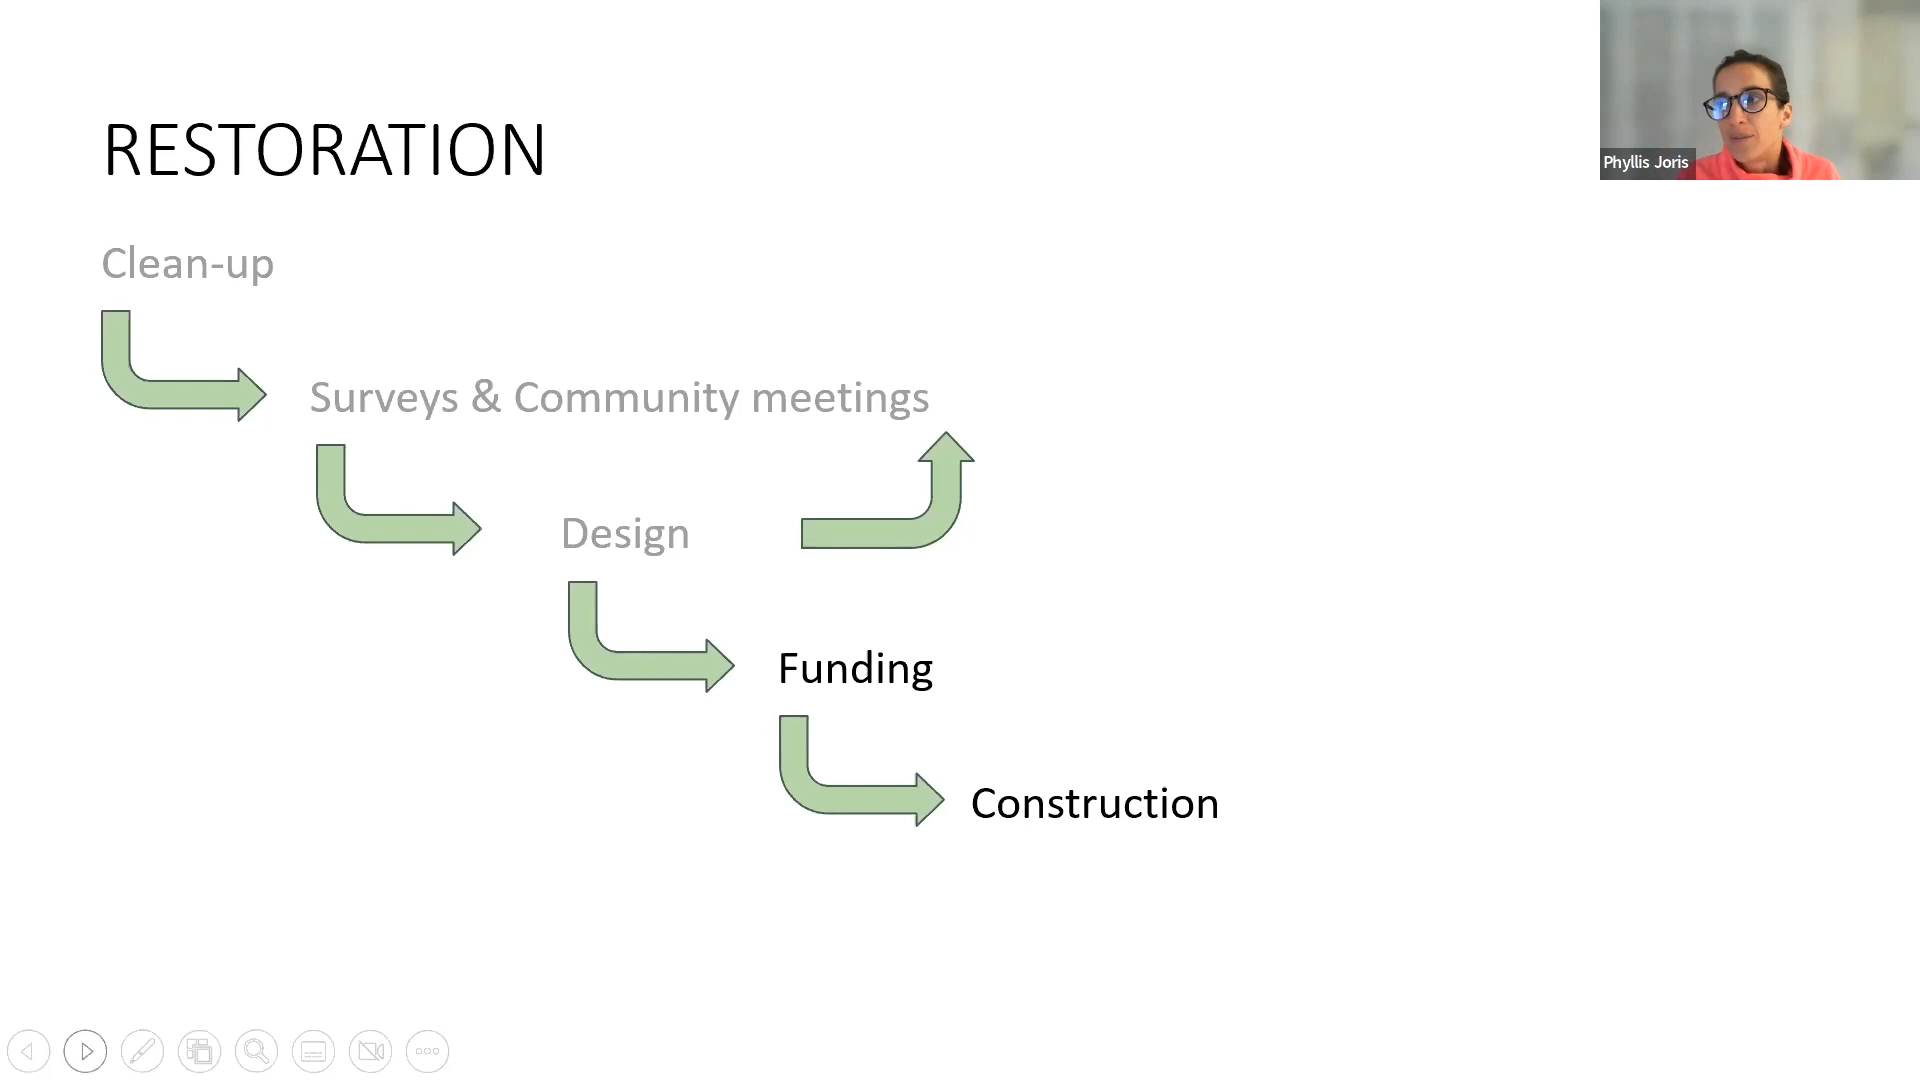 RESTORATION
Phyllis Joris
Clean-up
Surveys & Community meetings
Design
Funding
Construction